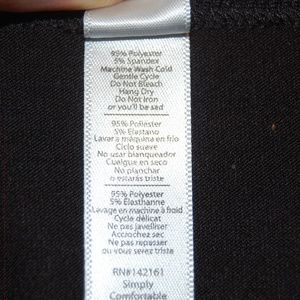 95% Polyester
5% Spandex
Machine Wash Cold
Gentle Cycle
Do Not Bleach
Hang Dry
Do Not Iron
or you'll be sad
95% Poliester
5% Elastano
Lavar a máquina en frío
Ciclo suave
No usar blanqueador
Cuelgue en seco
No planchar
o estarás triste
95% Polyester
5% Elasthanne
Lavage en machine à froid
Cycle délicat
Ne pas javelliser
Accrochez sec
Ne pas repasser
ou vous serez triste
RN#142161
Simply
Comfortable